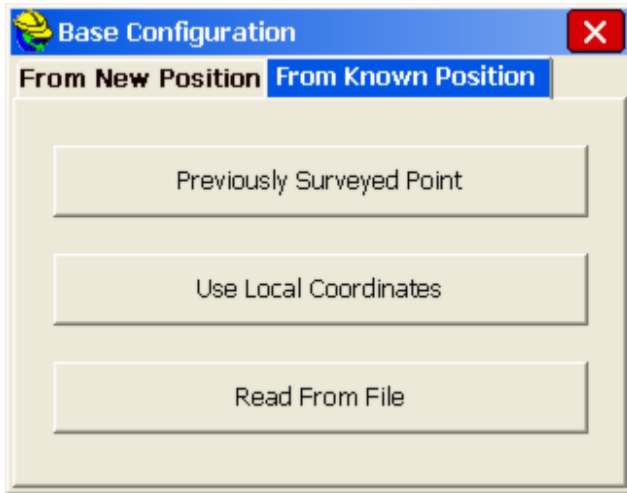 Base Configuration
From New Position From Known Position
Previously Surveyed Point
Use Local Coordinates
Read From File